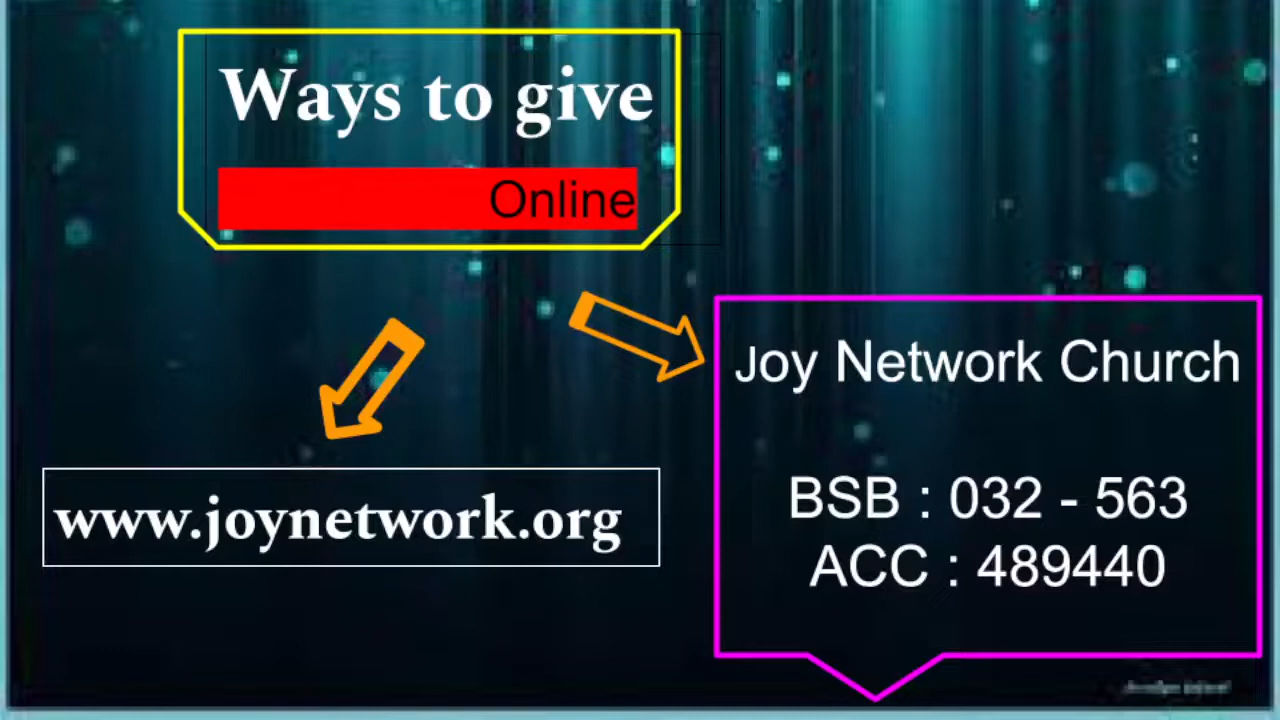 Ways to give
Online
www.joynetwork.org
Joy Network Church
BSB : 032 - 563
ACC : 489440